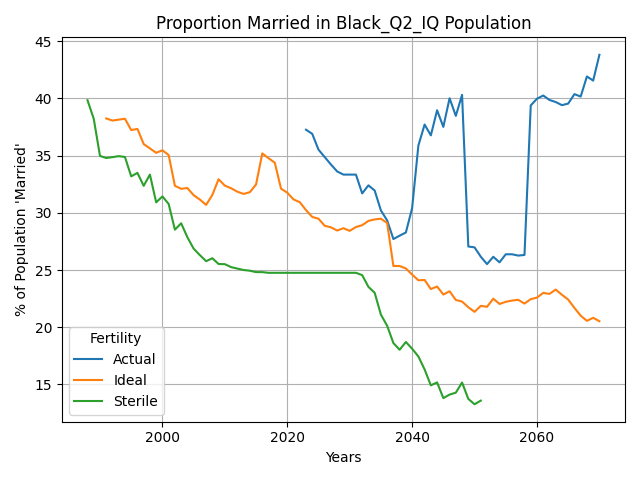 Proportion Married in Black_Q2_IQ Population
% of Population 'Married'
45
40
35
30
25
20
15
Fertility
Actual
Ideal
Sterile
2000
2020
2040
2060
Years